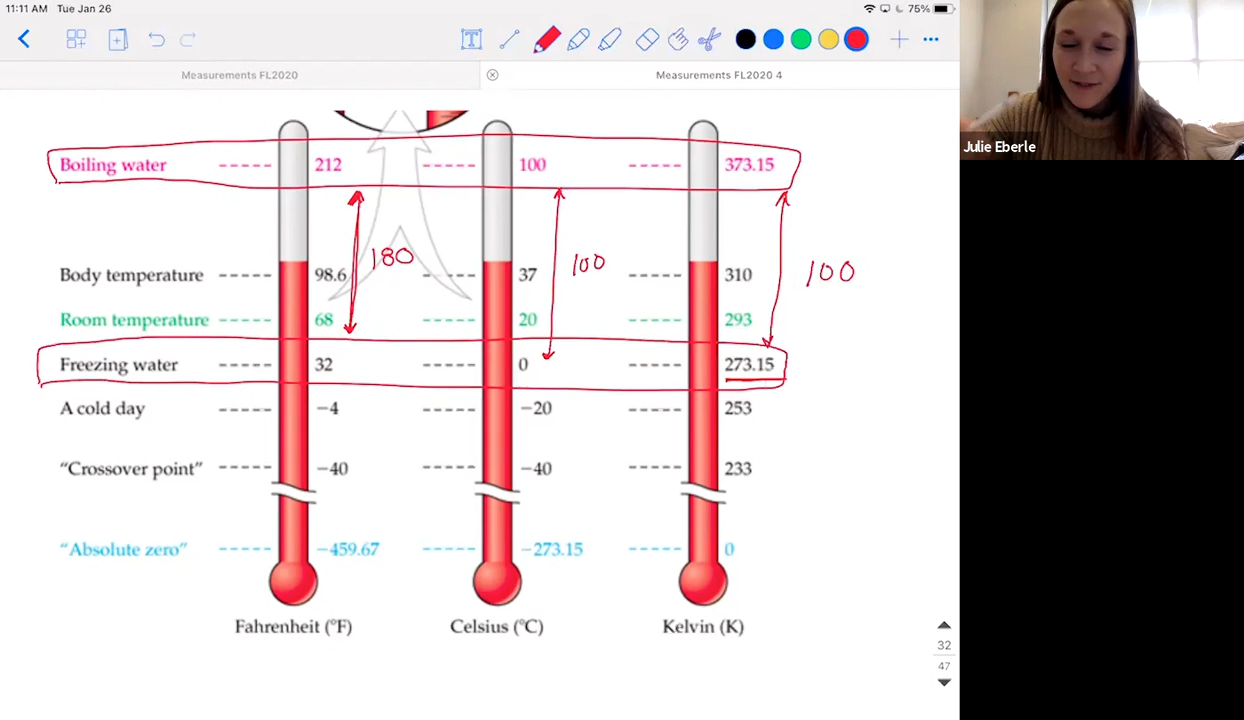 11:11 AM Tue Jan 26 75%
Measurements FL2020 Measurements FL2020 4
Julie Eberle
Boiling water 212 100 373.15
180 100 100
Body temperature 98.6 37 310
Room temperature 68 20 293
Freezing water 32 0 273.15
A cold day −4 −20 253
“Crossover point” −40 −40 233
“Absolute zero” −459.67 −273.15 0
Fahrenheit (°F) Celsius (°C) Kelvin (K)
32
47